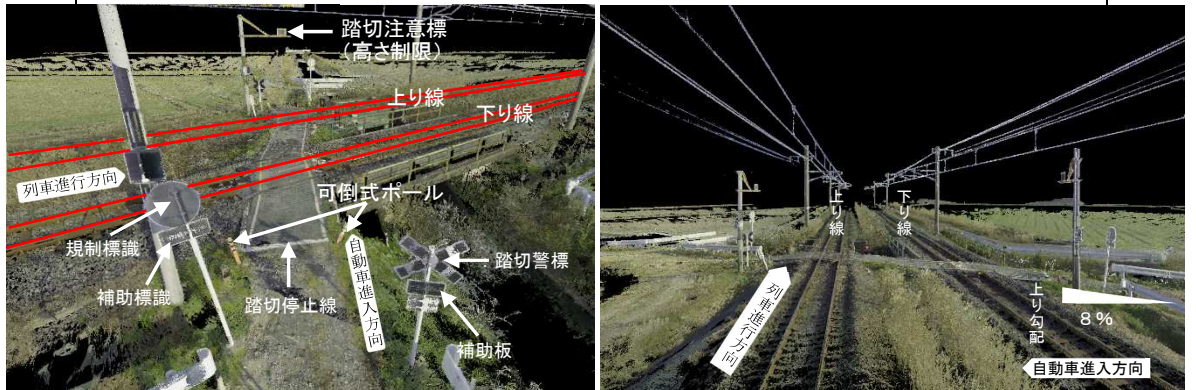 踏切注意標
（高さ制限）
上り線
下り線
列車進行方向
可倒式ポール
規制標識
補助標識
踏切停止線
自動車進入方向
踏切警標
補助板
上り線
下り線
列車進行方向
上り勾配
8%
自動車進入方向